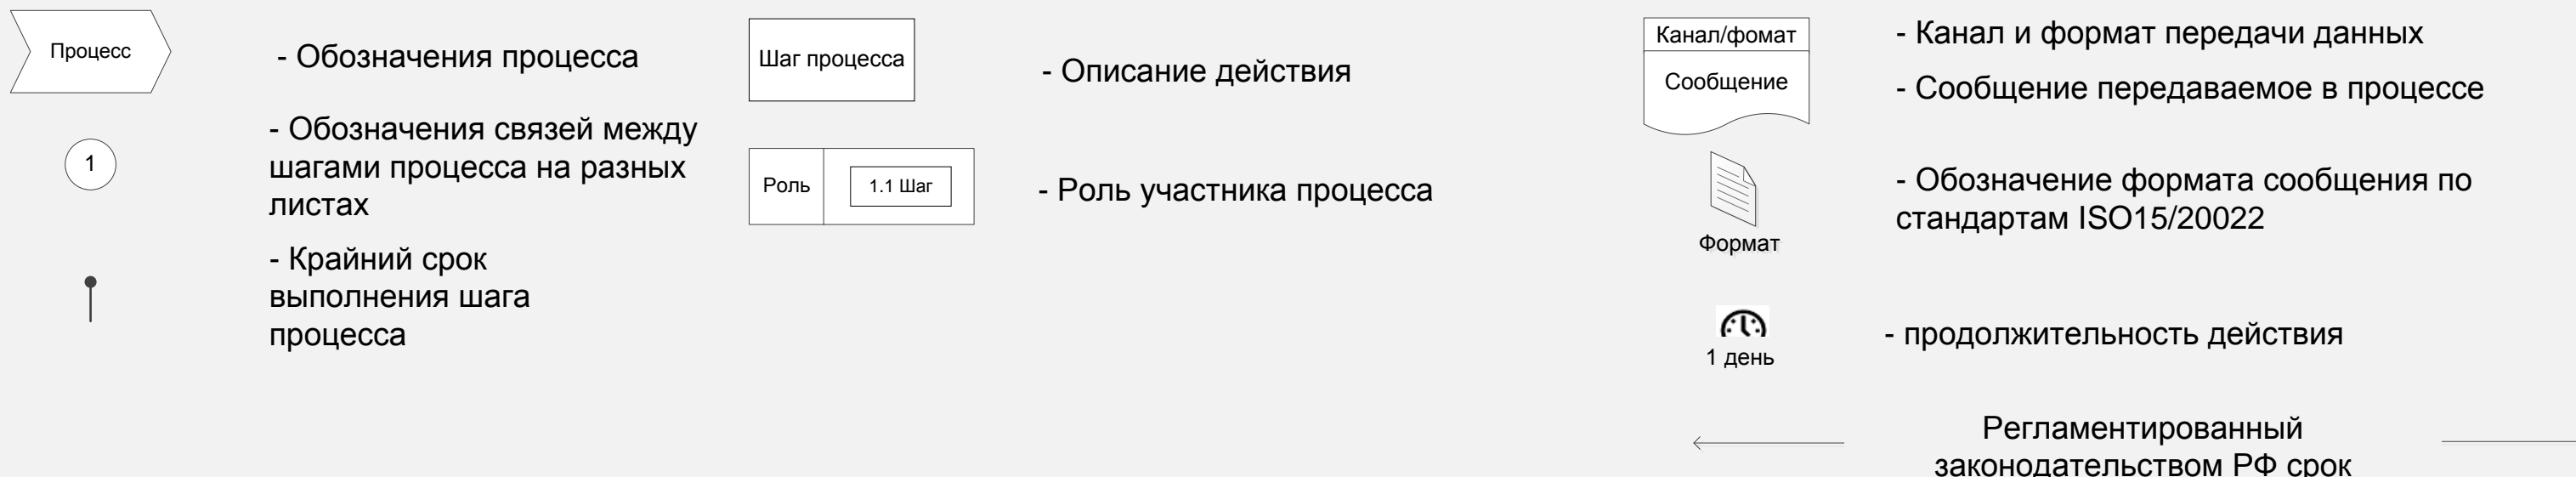 Процесс
- Обозначения процесса
1
- Обозначения связей между
шагами процесса на разных
листах
- Крайний срок
выполнения шага
процесса
Шаг процесса
- Описание действия
Роль
1.1 Шаг
- Роль участника процесса
Канал/фомат
- Канал и формат передачи данных
Сообщение
- Сообщение передаваемое в процессе
Формат
- Обозначение формата сообщения по
стандартам ISO15/20022
1 день
- продолжительность действия
Регламентированный
законодательством РФ срок